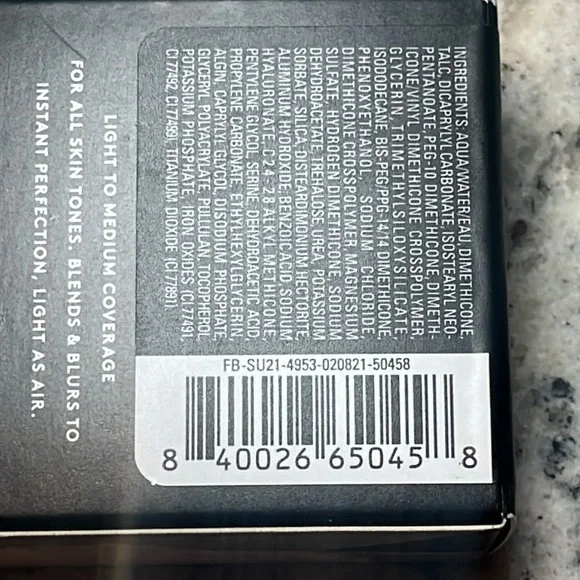 INGREDIENTS: AQUA/WATER/EAU, DIMETHICONE,
TALC, DICAPRYLYL CARBONATE, ISOSTEARYL NEO-
PENTANOATE, PEG-10 DIMETHICONE, DIMETH-
ICONE/VINYL DIMETHICONE CROSSPOLYMER,
GLYCERIN, TRIMETHYLSILOXYSILICATE,
ISODODECANE, BIS-PEG/PPG-14/14 DIMETHICONE,
PHENOXYETHANOL, SODIUM CHLORIDE,
DIMETHICONE CROSSPOLYMER, MAGNESIUM
SULFATE, HYDROGEN DIMETHICONE, SODIUM
DEHYDROACETATE, TREHALOSE, UREA, POTASSIUM
SORBATE, SILICA, DISTEARDIMONIUM HECTORITE,
ALUMINUM HYDROXIDE, BENZOIC ACID, SODIUM
HYALURONATE, C24-28 ALKYL METHICONE,
PENTYLENE GLYCOL, SERINE, DEHYDROACETIC ACID,
PROPYLENE CARBONATE, ETHYLHEXYLGLYCERIN,
ALGIN, CAPRYLYL GLYCOL, DISODIUM PHOSPHATE,
GLYCERYL POLYACRYLATE, PULLULAN, TOCOPHEROL,
POTASSIUM PHOSPHATE, IRON OXIDES (CI 77491,
CI 77492, CI 77499), TITANIUM DIOXIDE (CI 77891).
LIGHT TO MEDIUM COVERAGE
FOR ALL SKIN TONES. BLENDS & BLURS TO
INSTANT PERFECTION, LIGHT AS AIR.
FB-SU21-4953-020821-50458
8 40026 65045 8